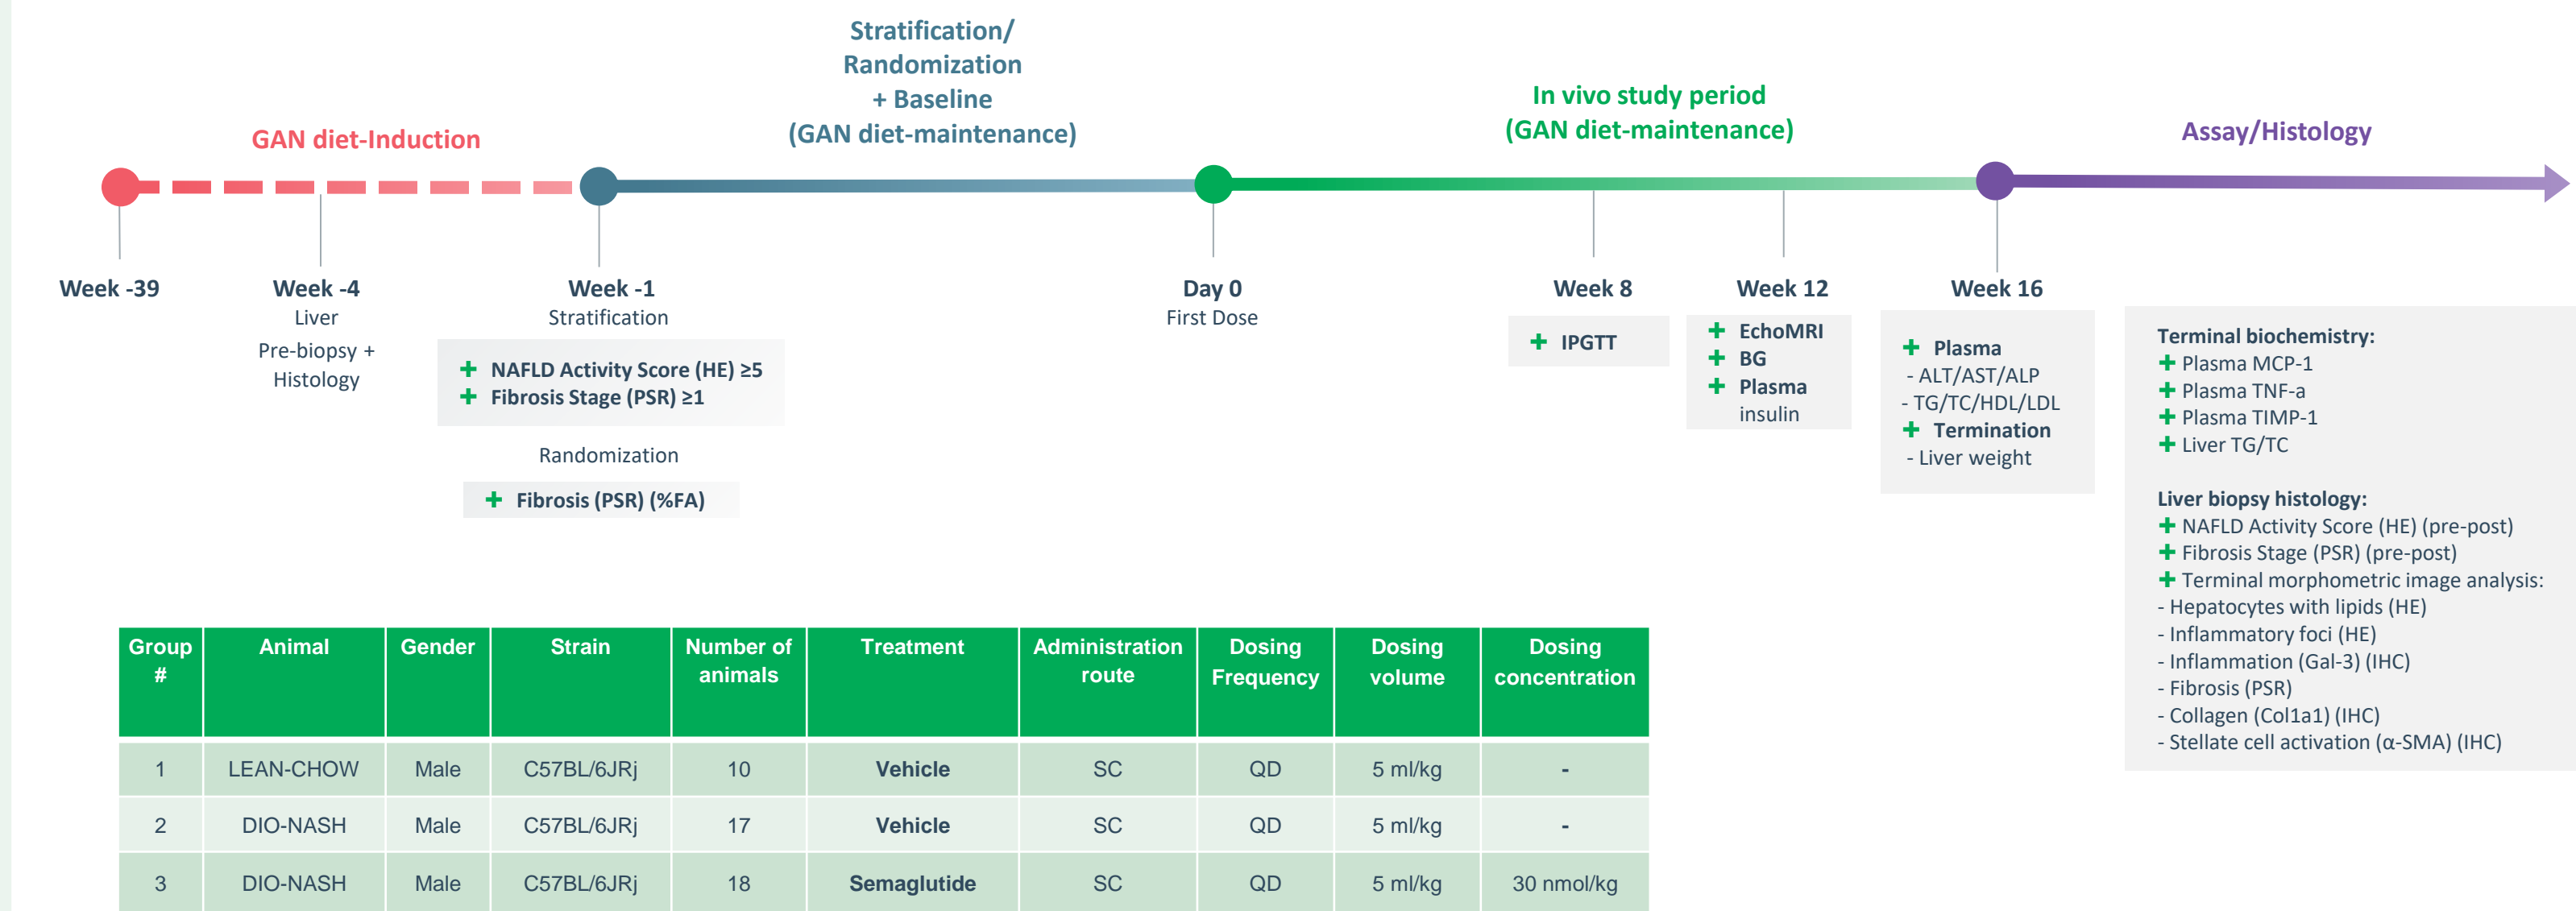 Stratification/
Randomization
+ Baseline
(GAN diet-maintenance)
GAN diet-Induction
In vivo study period
(GAN diet-maintenance)
Assay/Histology
Week -39
Week -4
Liver
Pre-biopsy +
Histology
Week -1
Stratification
+ NAFLD Activity Score (HE) ≥5
+ Fibrosis Stage (PSR) ≥1
Randomization
+ Fibrosis (PSR) (%FA)
Day 0
First Dose
Week 8
+ IPGTT
Week 12
+ EchoMRI
+ BG
+ Plasma
insulin
Week 16
+ Plasma
- ALT/AST/ALP
- TG/TC/HDL/LDL
+ Termination
- Liver weight
Terminal biochemistry:
+ Plasma MCP-1
+ Plasma TNF-a
+ Plasma TIMP-1
+ Liver TG/TC
Liver biopsy histology:
+ NAFLD Activity Score (HE) (pre-post)
+ Fibrosis Stage (PSR) (pre-post)
+ Terminal morphometric image analysis:
- Hepatocytes with lipids (HE)
- Inflammatory foci (HE)
- Inflammation (Gal-3) (IHC)
- Fibrosis (PSR)
- Collagen (Col1a1) (IHC)
- Stellate cell activation (α-SMA) (IHC)
Group # Animal Gender Strain Number of animals Treatment Administration route Dosing Frequency Dosing volume Dosing concentration
1 LEAN-CHOW Male C57BL/6JRj 10 Vehicle SC QD 5 ml/kg -
2 DIO-NASH Male C57BL/6JRj 17 Vehicle SC QD 5 ml/kg -
3 DIO-NASH Male C57BL/6JRj 18 Semaglutide SC QD 5 ml/kg 30 nmol/kg